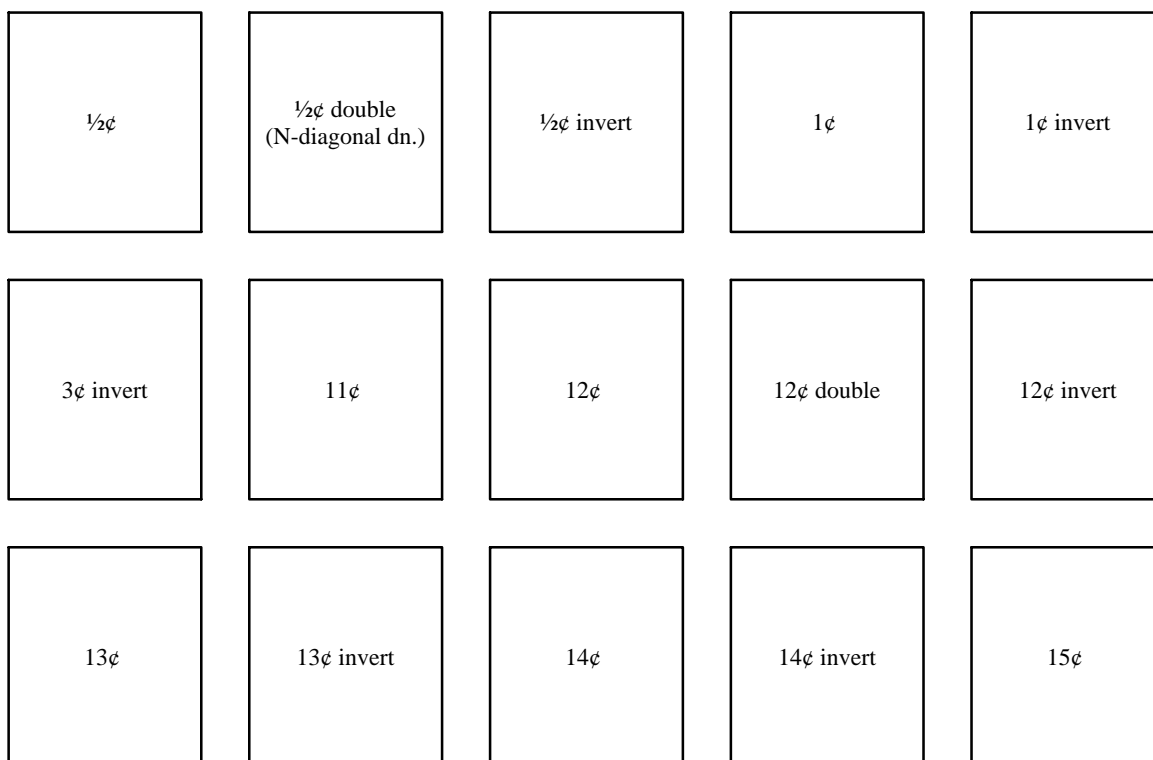 ½¢
½¢ double
(N-diagonal dn.)
½¢ invert
1¢
1¢ invert
3¢ invert
11¢
12¢
12¢ double
12¢ invert
13¢
13¢ invert
14¢
14¢ invert
15¢